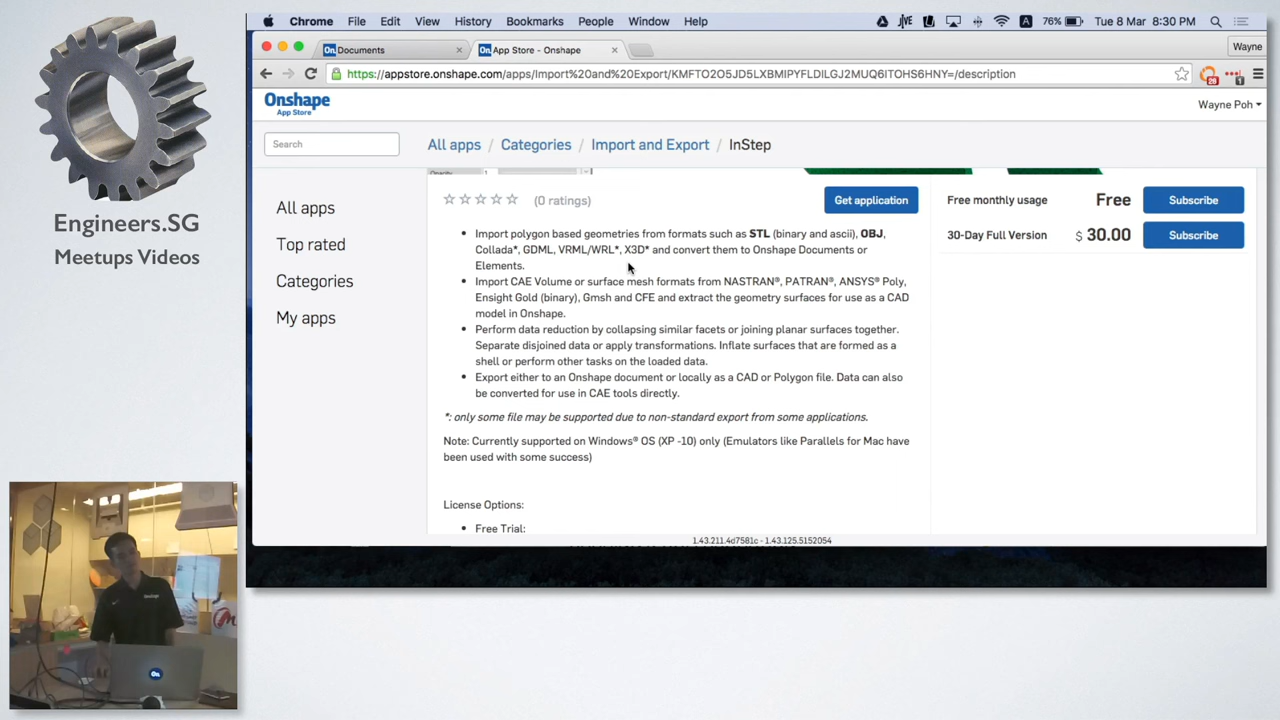 Chrome File Edit View History Bookmarks People Window Help
76% Tue 8 Mar 8:30 PM
Documents
App Store - Onshape
Wayne
https://appstore.onshape.com/apps/Import%20and%20Export/KMFTO2O5JD5LXBMIPYFLDILGJ2MUQ6ITOHS6HNY=/description
Onshape
App Store
Wayne Poh
Search
All apps / Categories / Import and Export / InStep
All apps
Top rated
Categories
My apps
Opacity 1
(0 ratings)
Get application
Free monthly usage Free Subscribe
30-Day Full Version $ 30.00 Subscribe
Import polygon based geometries from formats such as STL (binary and ascii), OBJ,
Collada*, GDML, VRML/WRL*, X3D* and convert them to Onshape Documents or
Elements.
Import CAE Volume or surface mesh formats from NASTRAN®, PATRAN®, ANSYS® Poly,
Ensight Gold (binary), Gmsh and CFE and extract the geometry surfaces for use as a CAD
model in Onshape.
Perform data reduction by collapsing similar facets or joining planar surfaces together.
Separate disjoined data or apply transformations. Inflate surfaces that are formed as a
shell or perform other tasks on the loaded data.
Export either to an Onshape document or locally as a CAD or Polygon file. Data can also
be converted for use in CAE tools directly.
*: only some file may be supported due to non-standard export from some applications.
Note: Currently supported on Windows® OS (XP -10) only (Emulators like Parallels for Mac have
been used with some success)
License Options:
Free Trial:
1.43.211.4d7581c - 1.43.125.5152054
Engineers.SG
Meetups Videos
On